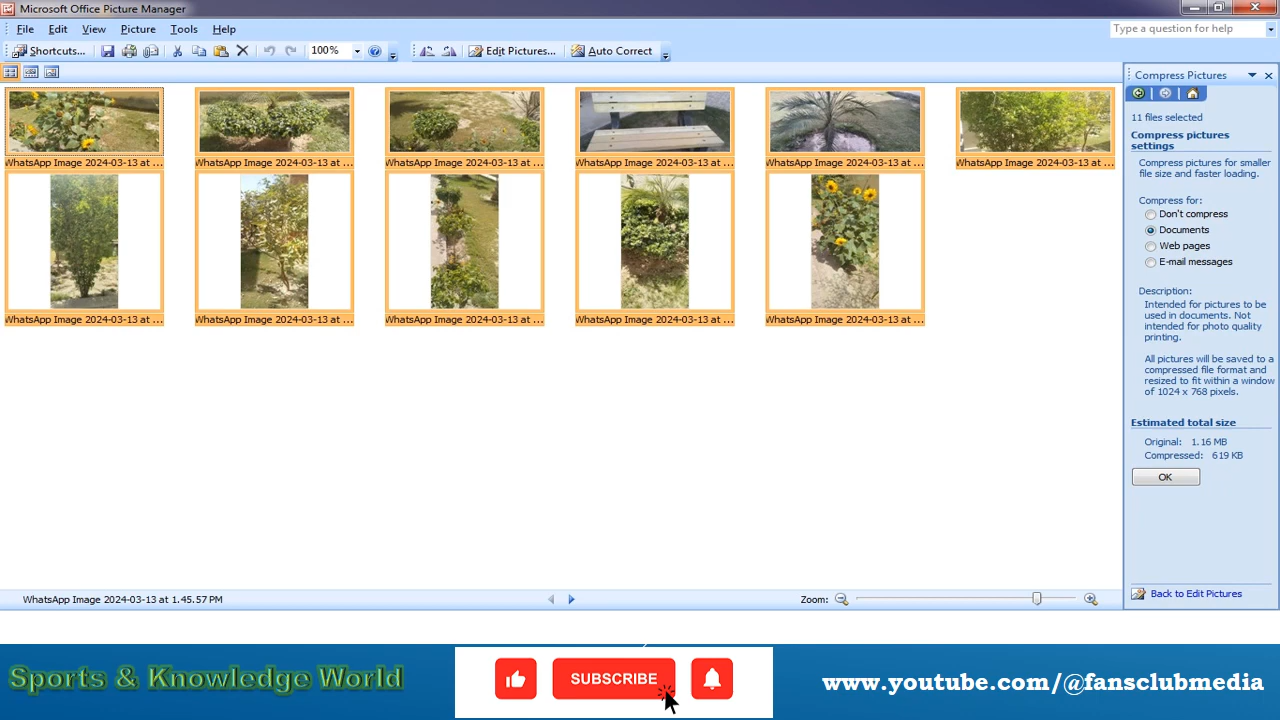 Microsoft Office Picture Manager
File Edit View Picture Tools Help
Type a question for help
Shortcuts... 100% Edit Pictures... Auto Correct
Compress Pictures
11 files selected
Compress pictures
settings
Compress pictures for smaller
file size and faster loading.
Compress for:
Don't compress
Documents
Web pages
E-mail messages
Description:
Intended for pictures to be
used in documents. Not
intended for photo quality
printing.
All pictures will be saved to a
compressed file format and
resized to fit within a window
of 1024 x 768 pixels.
Estimated total size
Original: 1.16 MB
Compressed: 619 KB
OK
Back to Edit Pictures
WhatsApp Image 2024-03-13 at ...
WhatsApp Image 2024-03-13 at ...
WhatsApp Image 2024-03-13 at ...
WhatsApp Image 2024-03-13 at ...
WhatsApp Image 2024-03-13 at ...
WhatsApp Image 2024-03-13 at ...
WhatsApp Image 2024-03-13 at ...
WhatsApp Image 2024-03-13 at ...
WhatsApp Image 2024-03-13 at ...
WhatsApp Image 2024-03-13 at ...
WhatsApp Image 2024-03-13 at ...
WhatsApp Image 2024-03-13 at 1.45.57 PM
Zoom:
Sports & Knowledge World
SUBSCRIBE
www.youtube.com/@fansclubmedia